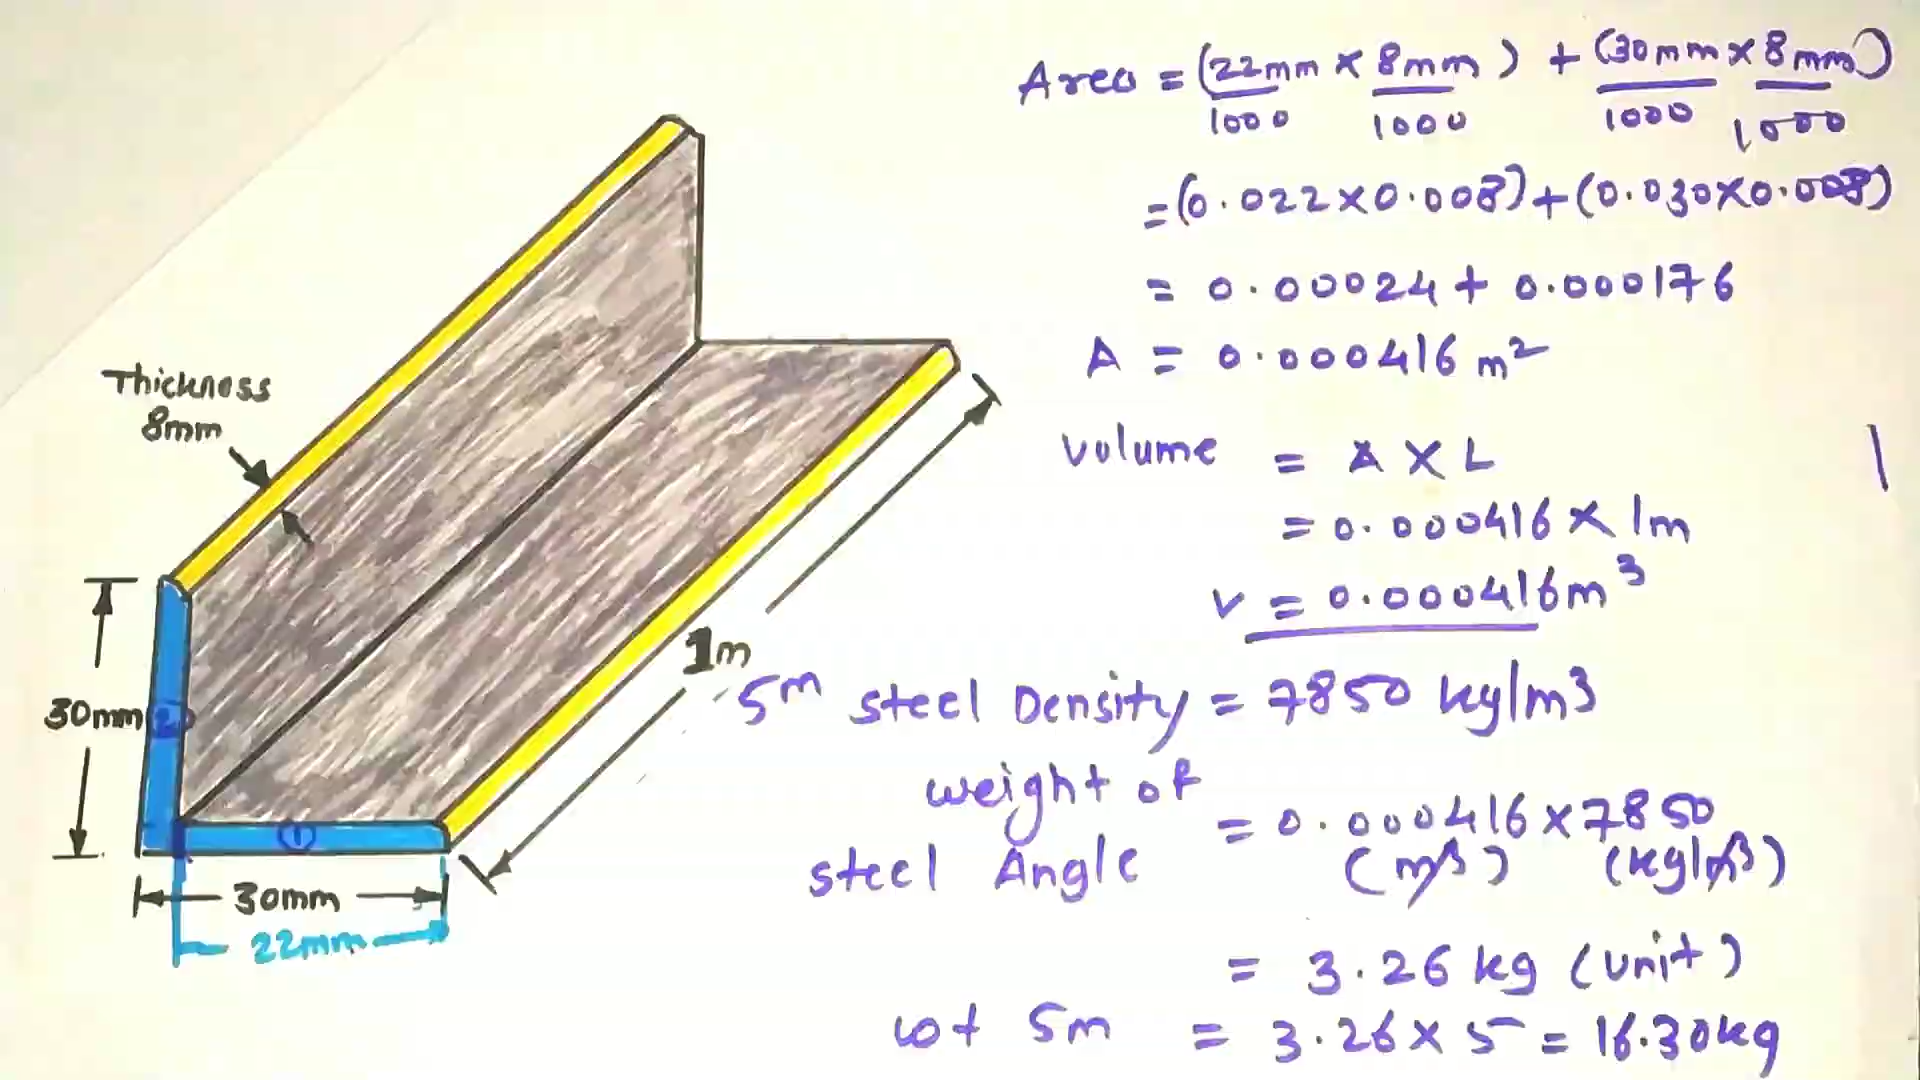 Area = (22mm/1000 × 8mm/1000) + (30mm/1000 × 8mm/1000)
= (0.022×0.008)+(0.030×0.008)
= 0.00024 + 0.000176
A = 0.000416 m²
Volume = A × L
= 0.000416 × 1m
V = 0.000416m³
Steel Density = 7850 kg/m3
weight of Steel Angle = 0.000416×7850
(m³) (kg/m³)
= 3.26 kg (unit)
wt 5m = 3.26 × 5 = 16.30kg
Thickness
8mm
30mm
2
1
30mm
22mm
1m
5m